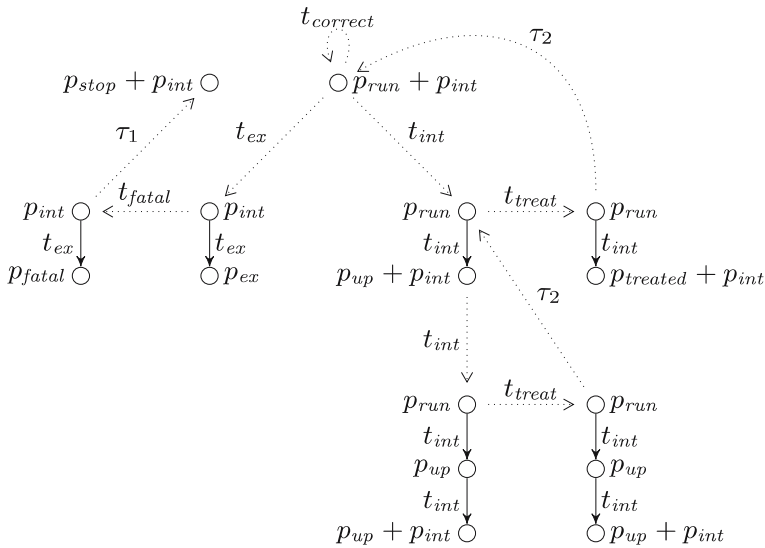 t_correct
τ_2
p_stop + p_int
p_run + p_int
τ_1
t_ex
t_int
p_int
t_fatal
p_int
p_run
t_treat
p_run
t_ex
t_ex
t_int
t_int
p_fatal
p_ex
p_up + p_int
p_treated + p_int
τ_2
t_int
p_run
t_treat
p_run
t_int
t_int
p_up
p_up
t_int
t_int
p_up + p_int
p_up + p_int